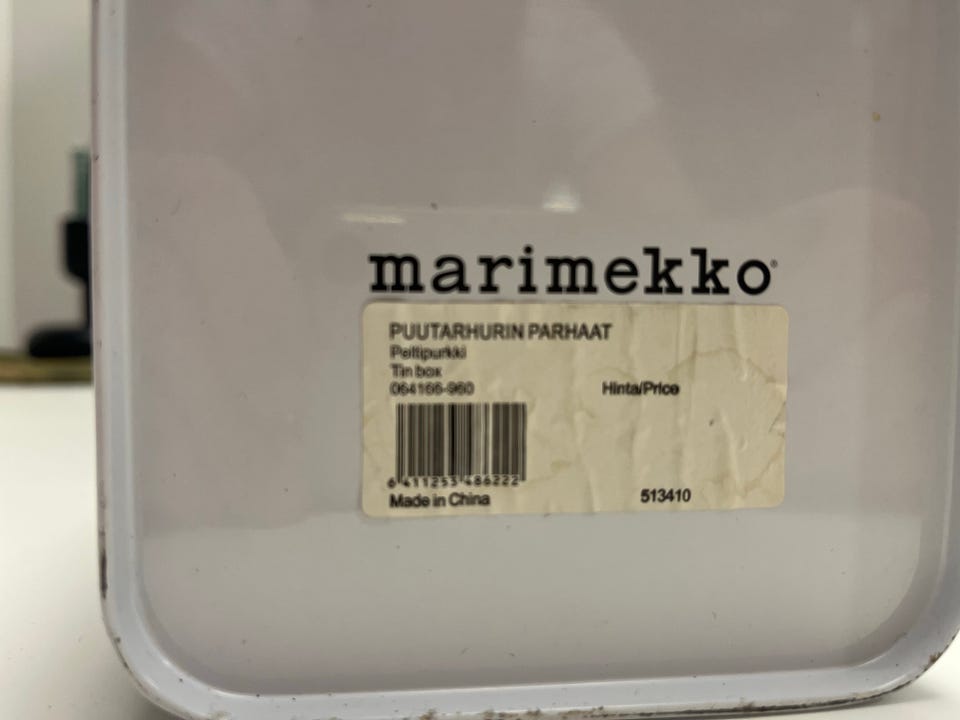 marimekko®
PUUTARHURIN PARHAAT
Peltipurkki
Tin box
064166-960 Hinta/Price
6 411253 486222
Made in China 513410